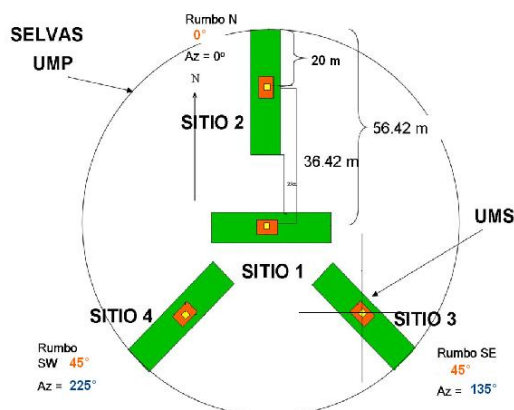 Rumbo N
0°
Az = 0º
SELVAS
UMP
N
20 m
SITIO 2
56.42 m
36.42 m
UMS
SITIO 1
SITIO 4
SITIO 3
Rumbo
SW 45°
Az = 225°
Rumbo SE
45°
Az = 135°